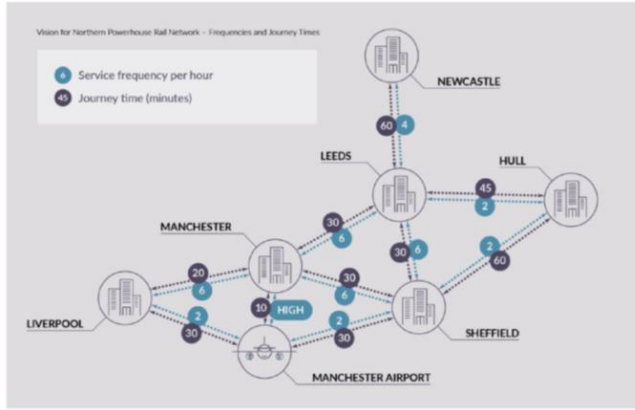 Vision for Northern Powerhouse Rail Network – Frequencies and Journey Times
6 Service frequency per hour
45 Journey time (minutes)
NEWCASTLE
60 4
LEEDS
HULL
45
2
MANCHESTER
30
6
30 6
2
60
20
6
30
6
LIVERPOOL
10 HIGH
2
30
2
30
SHEFFIELD
MANCHESTER AIRPORT